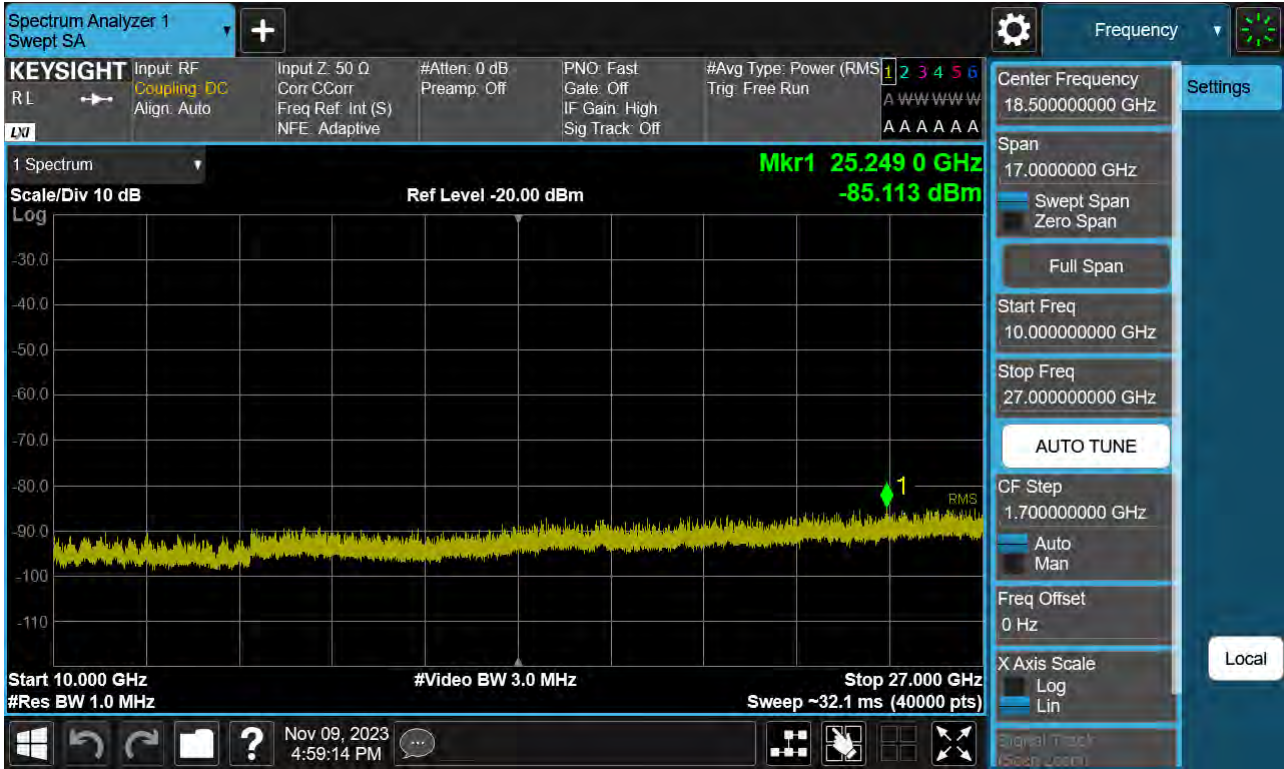 Spectrum Analyzer 1
Swept SA
+
Frequency
KEYSIGHT
R L
LXI
Input: RF
Coupling: DC
Align: Auto
Input Z: 50 Ω
Corr CCorr
Freq Ref: Int (S)
NFE: Adaptive
#Atten: 0 dB
Preamp: Off
PNO: Fast
Gate: Off
IF Gain: High
Sig Track: Off
#Avg Type: Power (RMS
Trig: Free Run
1 2 3 4 5 6
A W W W W W
A A A A A A
1 Spectrum
Scale/Div 10 dB
Log
Ref Level -20.00 dBm
Mkr1 25.249 0 GHz
-85.113 dBm
-30.0
-40.0
-50.0
-60.0
-70.0
-80.0
-90.0
-100
-110
1
RMS
Start 10.000 GHz
#Res BW 1.0 MHz
#Video BW 3.0 MHz
Stop 27.000 GHz
Sweep ~32.1 ms (40000 pts)
Nov 09, 2023
4:59:14 PM
Center Frequency
18.500000000 GHz
Span
17.0000000 GHz
Swept Span
Zero Span
Full Span
Start Freq
10.000000000 GHz
Stop Freq
27.000000000 GHz
AUTO TUNE
CF Step
1.700000000 GHz
Auto
Man
Freq Offset
0 Hz
X Axis Scale
Log
Lin
Signal Track
(Span Zoom)
Settings
Local